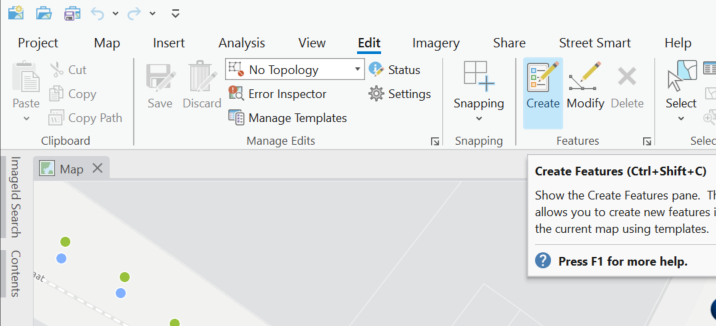 Project Map Insert Analysis View Edit Imagery Share Street Smart Help
Paste
Cut
Copy
Copy Path
Clipboard
Save Discard
No Topology
Error Inspector
Manage Templates
Status
Settings
Manage Edits
Snapping
Snapping
Create Modify Delete
Features
Select
Selec
ImageId Search
Contents
Map
aat
Create Features (Ctrl+Shift+C)
Show the Create Features pane. Th
allows you to create new features i
the current map using templates.
Press F1 for more help.